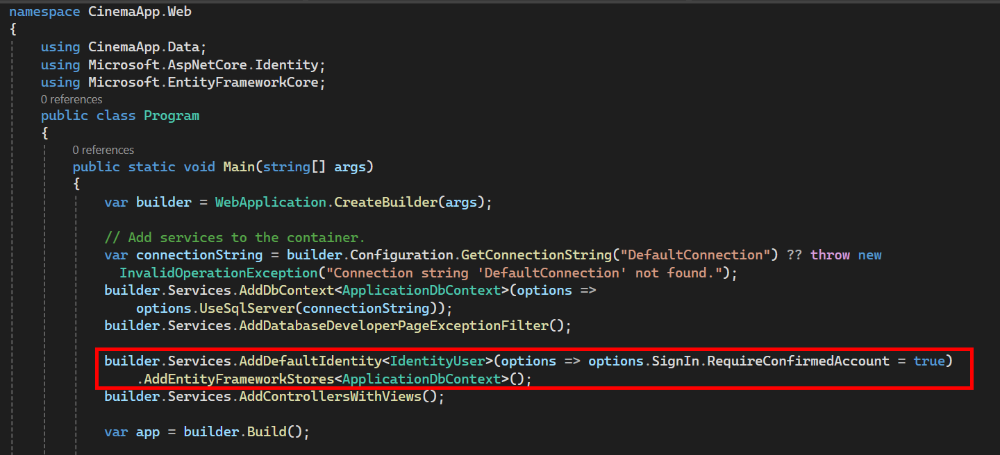 namespace CinemaApp.Web
{
using CinemaApp.Data;
using Microsoft.AspNetCore.Identity;
using Microsoft.EntityFrameworkCore;
0 references
public class Program
{
0 references
public static void Main(string[] args)
{
var builder = WebApplication.CreateBuilder(args);
// Add services to the container.
var connectionString = builder.Configuration.GetConnectionString("DefaultConnection") ?? throw new
InvalidOperationException("Connection string 'DefaultConnection' not found.");
builder.Services.AddDbContext<ApplicationDbContext>(options =>
options.UseSqlServer(connectionString));
builder.Services.AddDatabaseDeveloperPageExceptionFilter();
builder.Services.AddDefaultIdentity<IdentityUser>(options => options.SignIn.RequireConfirmedAccount = true)
.AddEntityFrameworkStores<ApplicationDbContext>();
builder.Services.AddControllersWithViews();
var app = builder.Build();